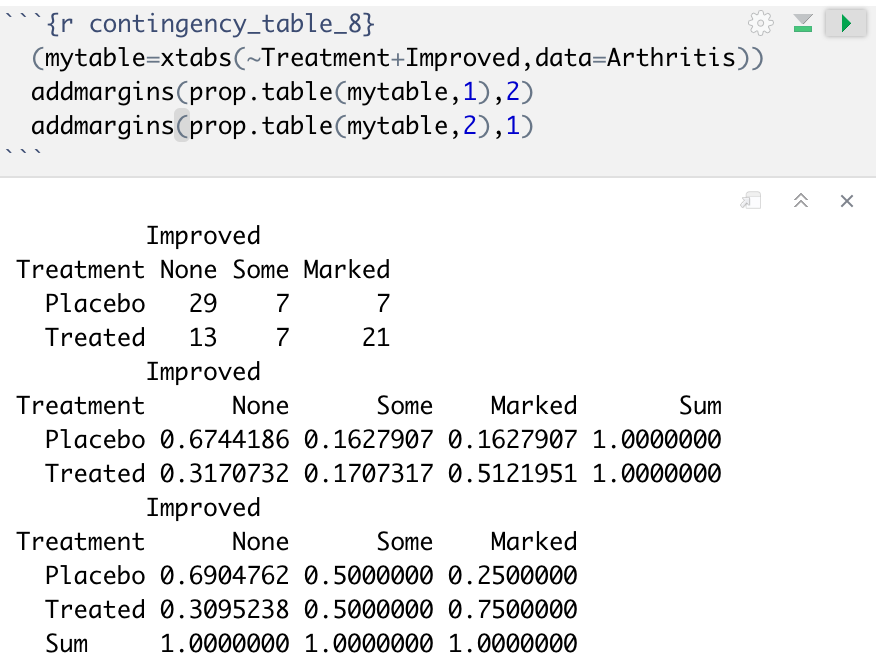 ```{r contingency_table_8}
  (mytable=xtabs(~Treatment+Improved,data=Arthritis))
  addmargins(prop.table(mytable,1),2)
  addmargins(prop.table(mytable,2),1)
```
         Improved
Treatment None Some Marked
  Placebo   29    7      7
  Treated   13    7     21
         Improved
Treatment      None      Some    Marked       Sum
  Placebo 0.6744186 0.1627907 0.1627907 1.0000000
  Treated 0.3170732 0.1707317 0.5121951 1.0000000
         Improved
Treatment      None      Some    Marked
  Placebo 0.6904762 0.5000000 0.2500000
  Treated 0.3095238 0.5000000 0.7500000
  Sum     1.0000000 1.0000000 1.0000000